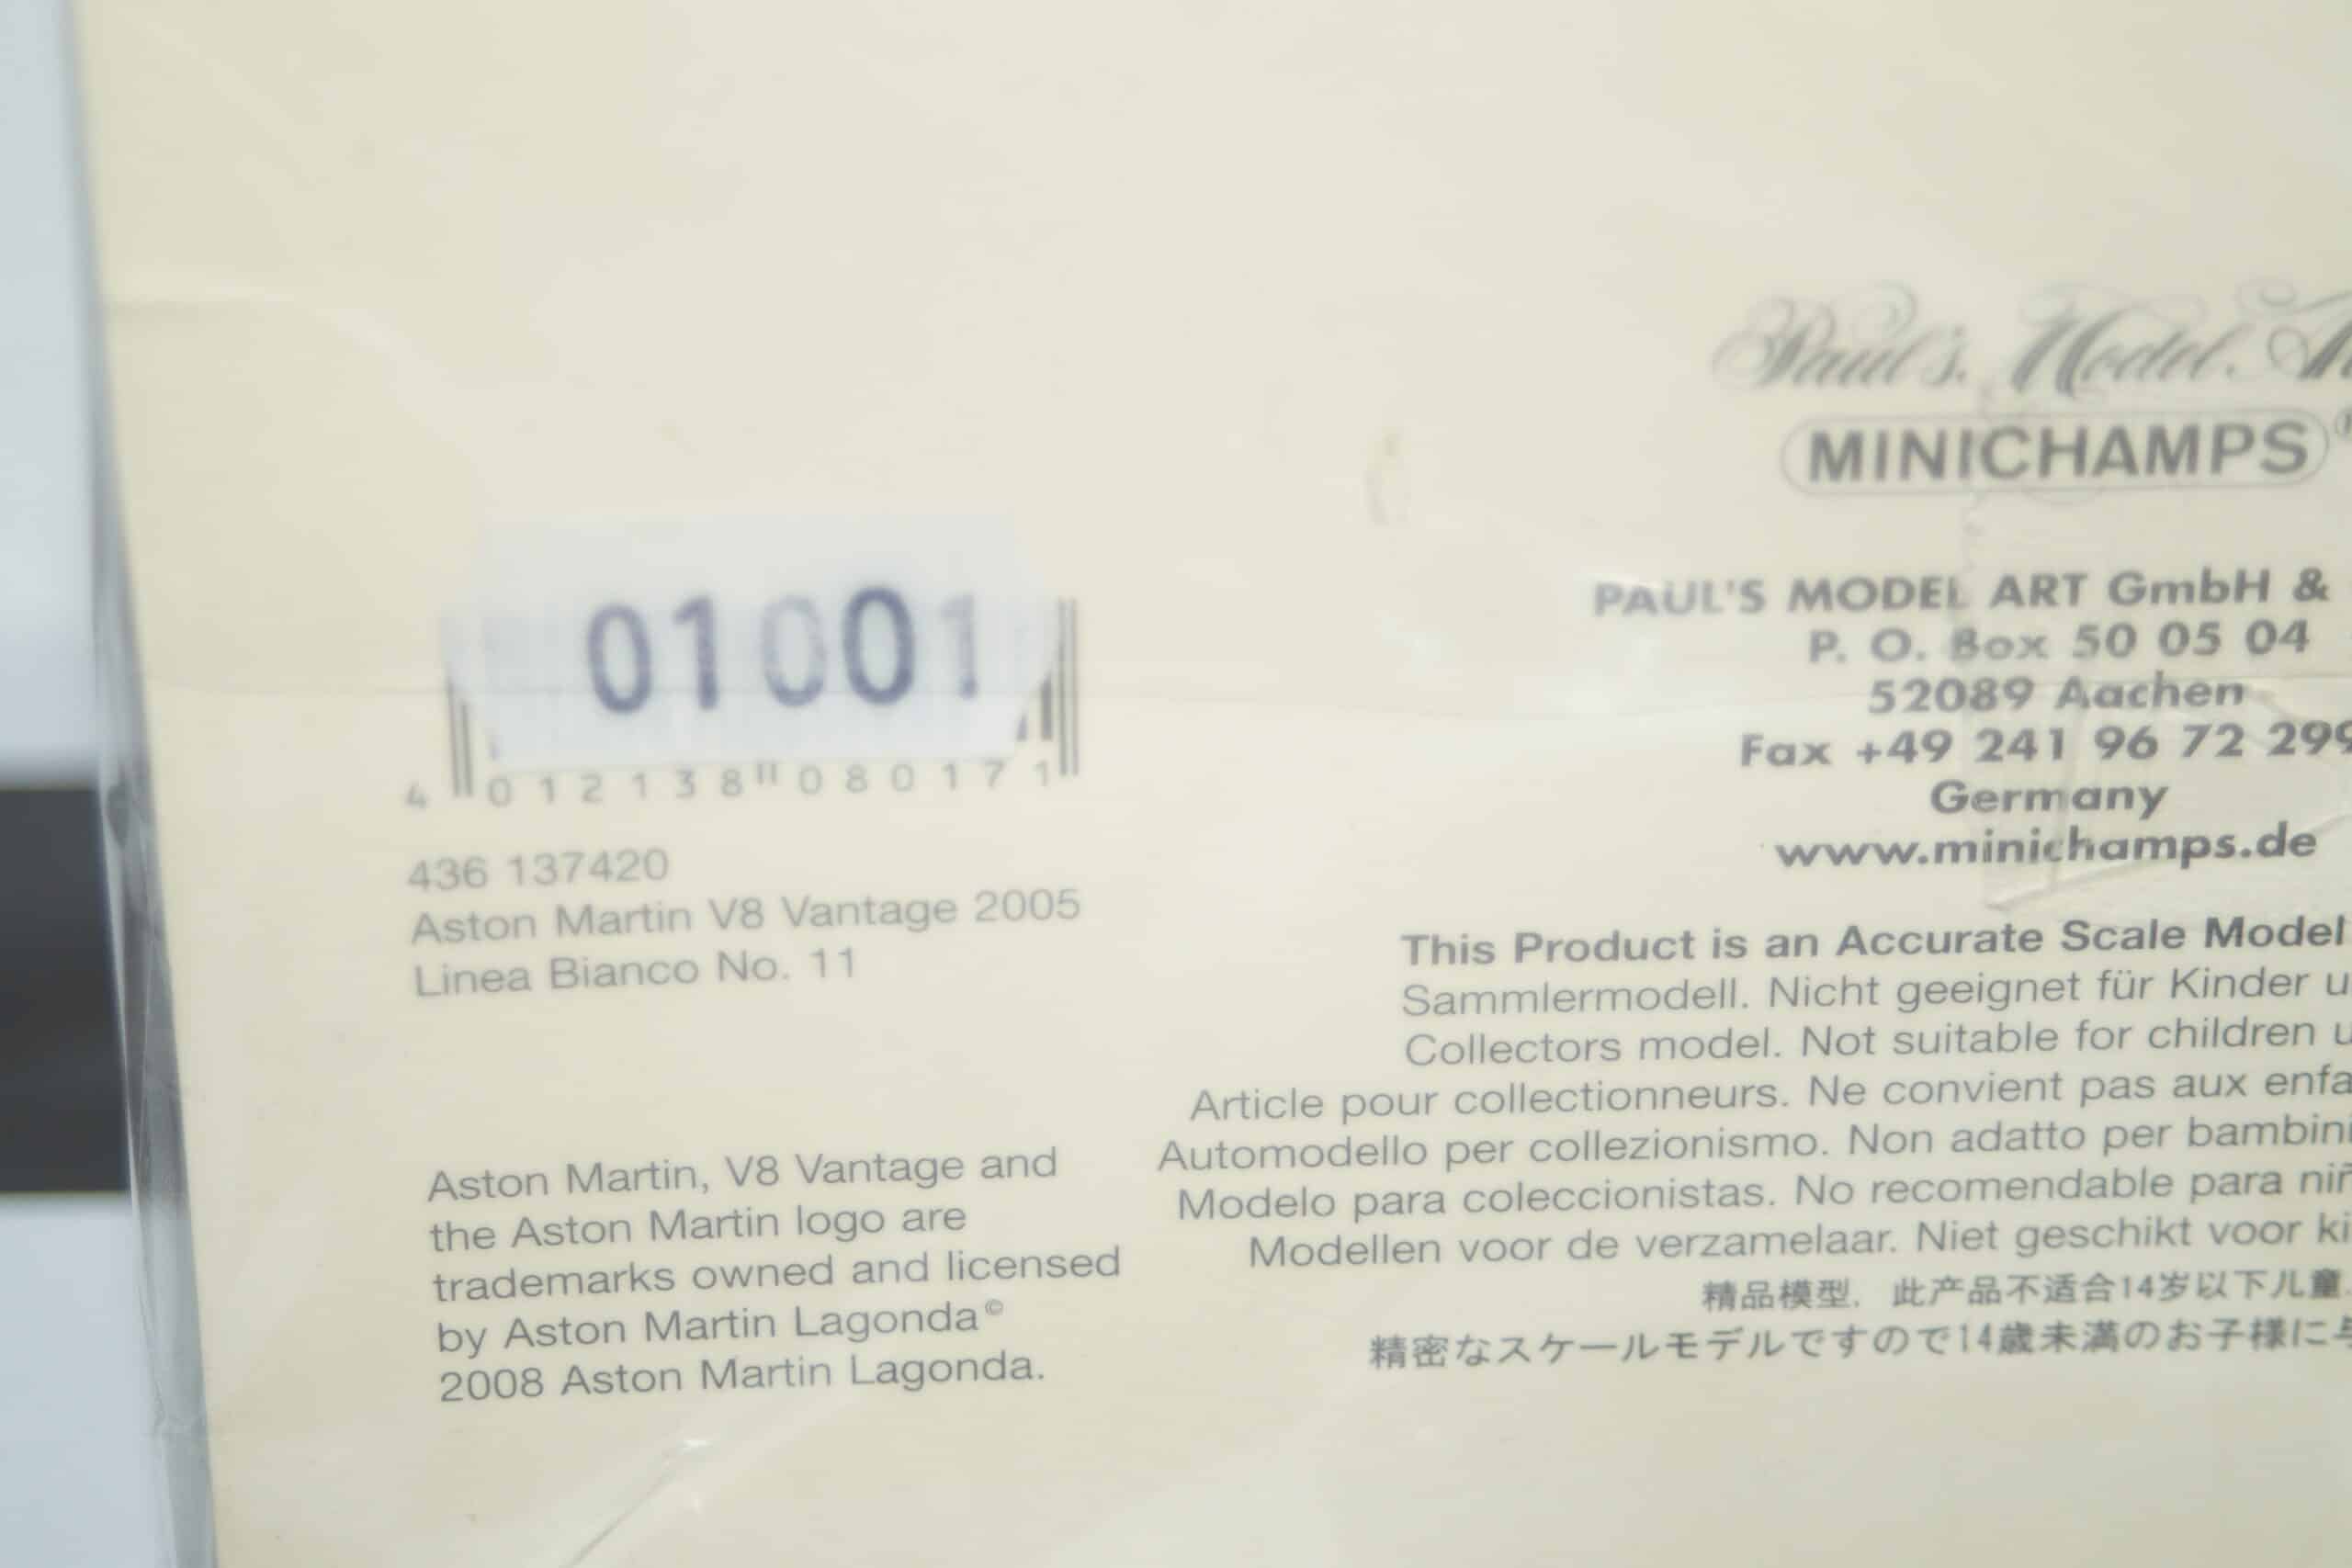 01001
4 012138 080171
436 137420
Aston Martin V8 Vantage 2005
Linea Bianco No. 11
Aston Martin, V8 Vantage and
the Aston Martin logo are
trademarks owned and licensed
by Aston Martin Lagonda©
2008 Aston Martin Lagonda.
Paul's. Model.
MINICHAMPS
PAUL'S MODEL ART GmbH &
P. O. Box 50 05 04
52089 Aachen
Fax +49 241 96 72 299
Germany
www.minichamps.de
This Product is an Accurate Scale Model
Sammlermodell. Nicht geeignet für Kinder
Collectors model. Not suitable for children
Article pour collectionneurs. Ne convient pas aux
Automodello per collezionismo. Non adatto per bambini
Modelo para coleccionistas. No recomendable para
Modellen voor de verzamelaar. Niet geschikt voor
精品模型. 此产品不适合14岁以下儿童.
精密なスケールモデルですので14歳未満のお子様に